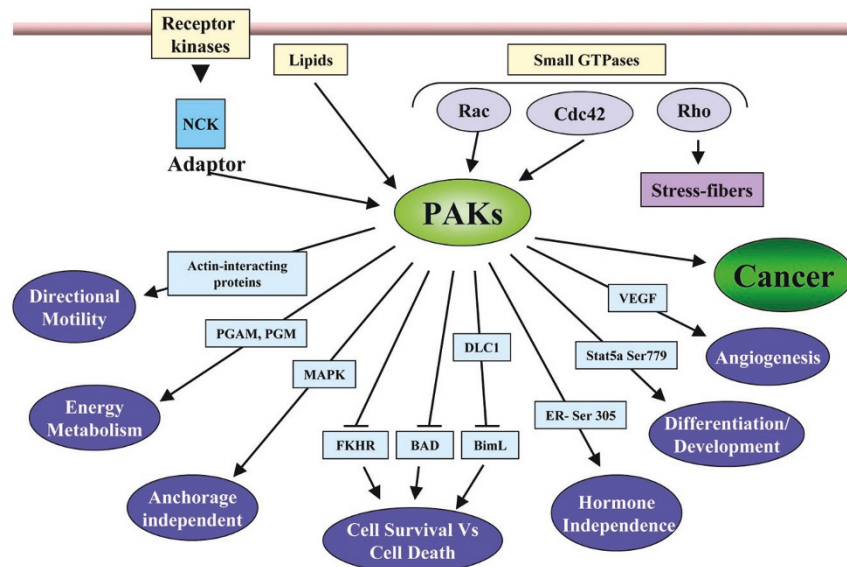 Receptor
kinases
Lipids
Small GTPases
NCK
Adaptor
Rac
Cdc42
Rho
Stress-fibers
PAKs
Cancer
Actin-interacting
proteins
Directional
Motility
VEGF
PGAM, PGM
DLC1
Stat5a Ser779
Angiogenesis
MAPK
Energy
Metabolism
ER- Ser 305
Differentiation/
Development
FKHR
BAD
BimL
Anchorage
independent
Cell Survival Vs
Cell Death
Hormone
Independence